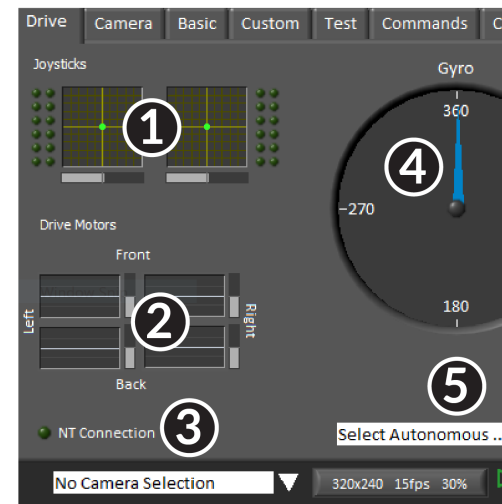 Drive Camera Basic Custom Test Commands C
Joysticks
Gyro
360
1
4
270
Drive Motors
Front
Left
2
Right
180
Back
5
3
NT Connection
Select Autonomous ..
No Camera Selection
320x240 15fps 30%